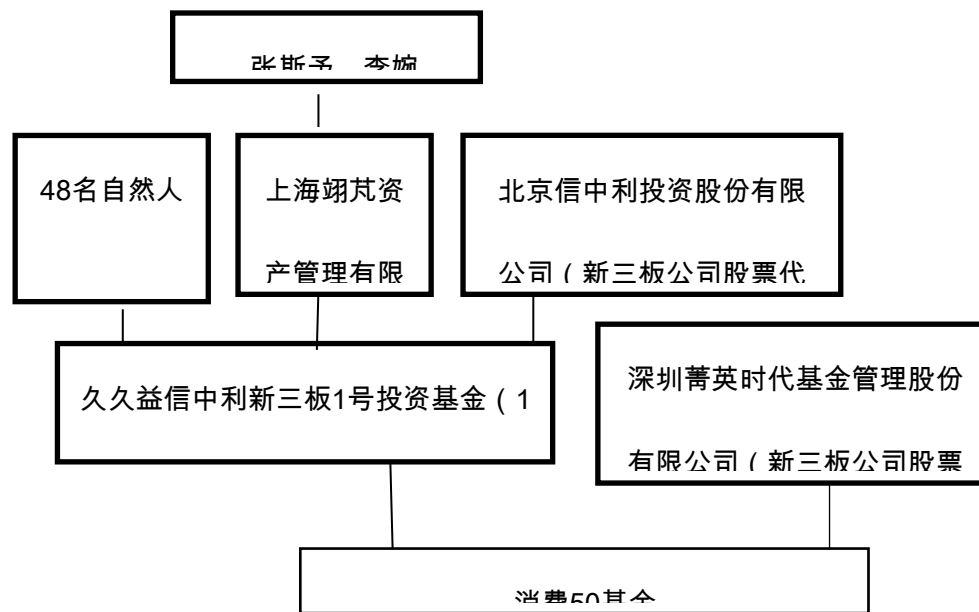 张斯予 李婉
48名自然人
上海翊芃资
产管理有限
北京信中利投资股份有限
公司（新三板公司股票代
久久益信中利新三板1号投资基金（1
深圳菁英时代基金管理股份
有限公司（新三板公司股票
消费50基金